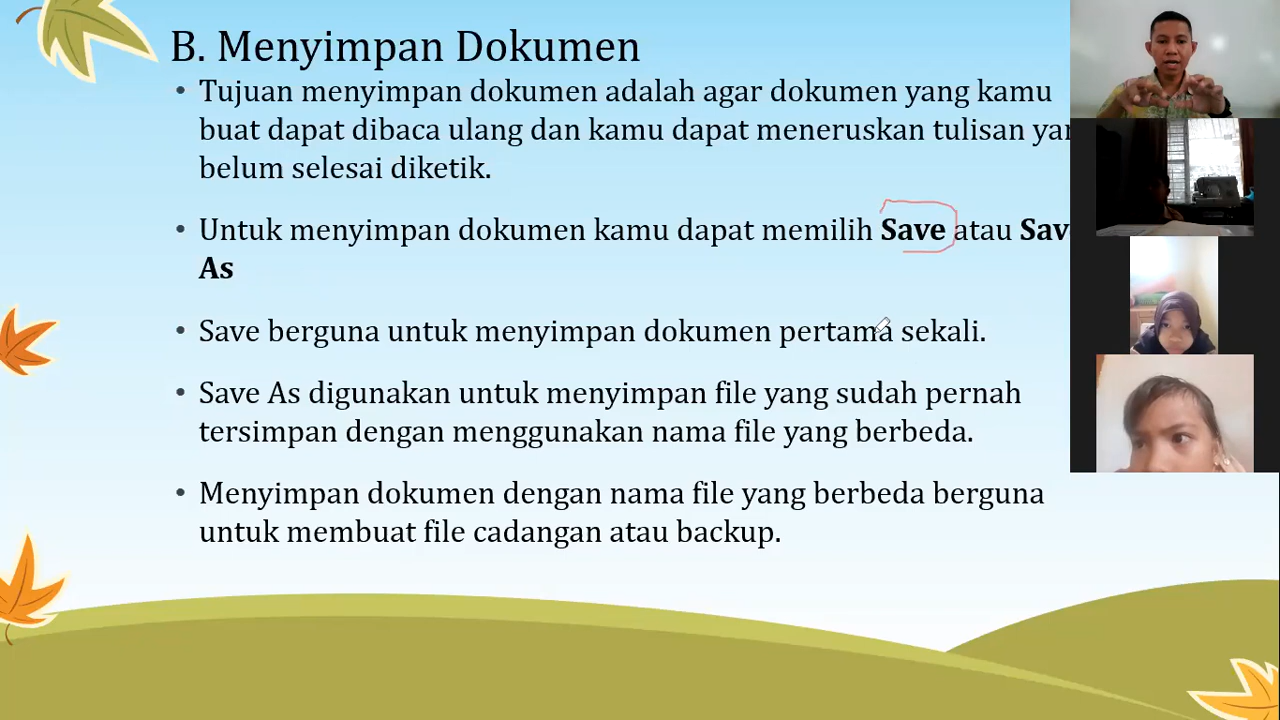 B. Menyimpan Dokumen
• Tujuan menyimpan dokumen adalah agar dokumen yang kamu
buat dapat dibaca ulang dan kamu dapat meneruskan tulisan
belum selesai diketik.
• Untuk menyimpan dokumen kamu dapat memilih Save atau
As
• Save berguna untuk menyimpan dokumen pertama sekali.
• Save As digunakan untuk menyimpan file yang sudah pernah
tersimpan dengan menggunakan nama file yang berbeda.
• Menyimpan dokumen dengan nama file yang berbeda berguna
untuk membuat file cadangan atau backup.